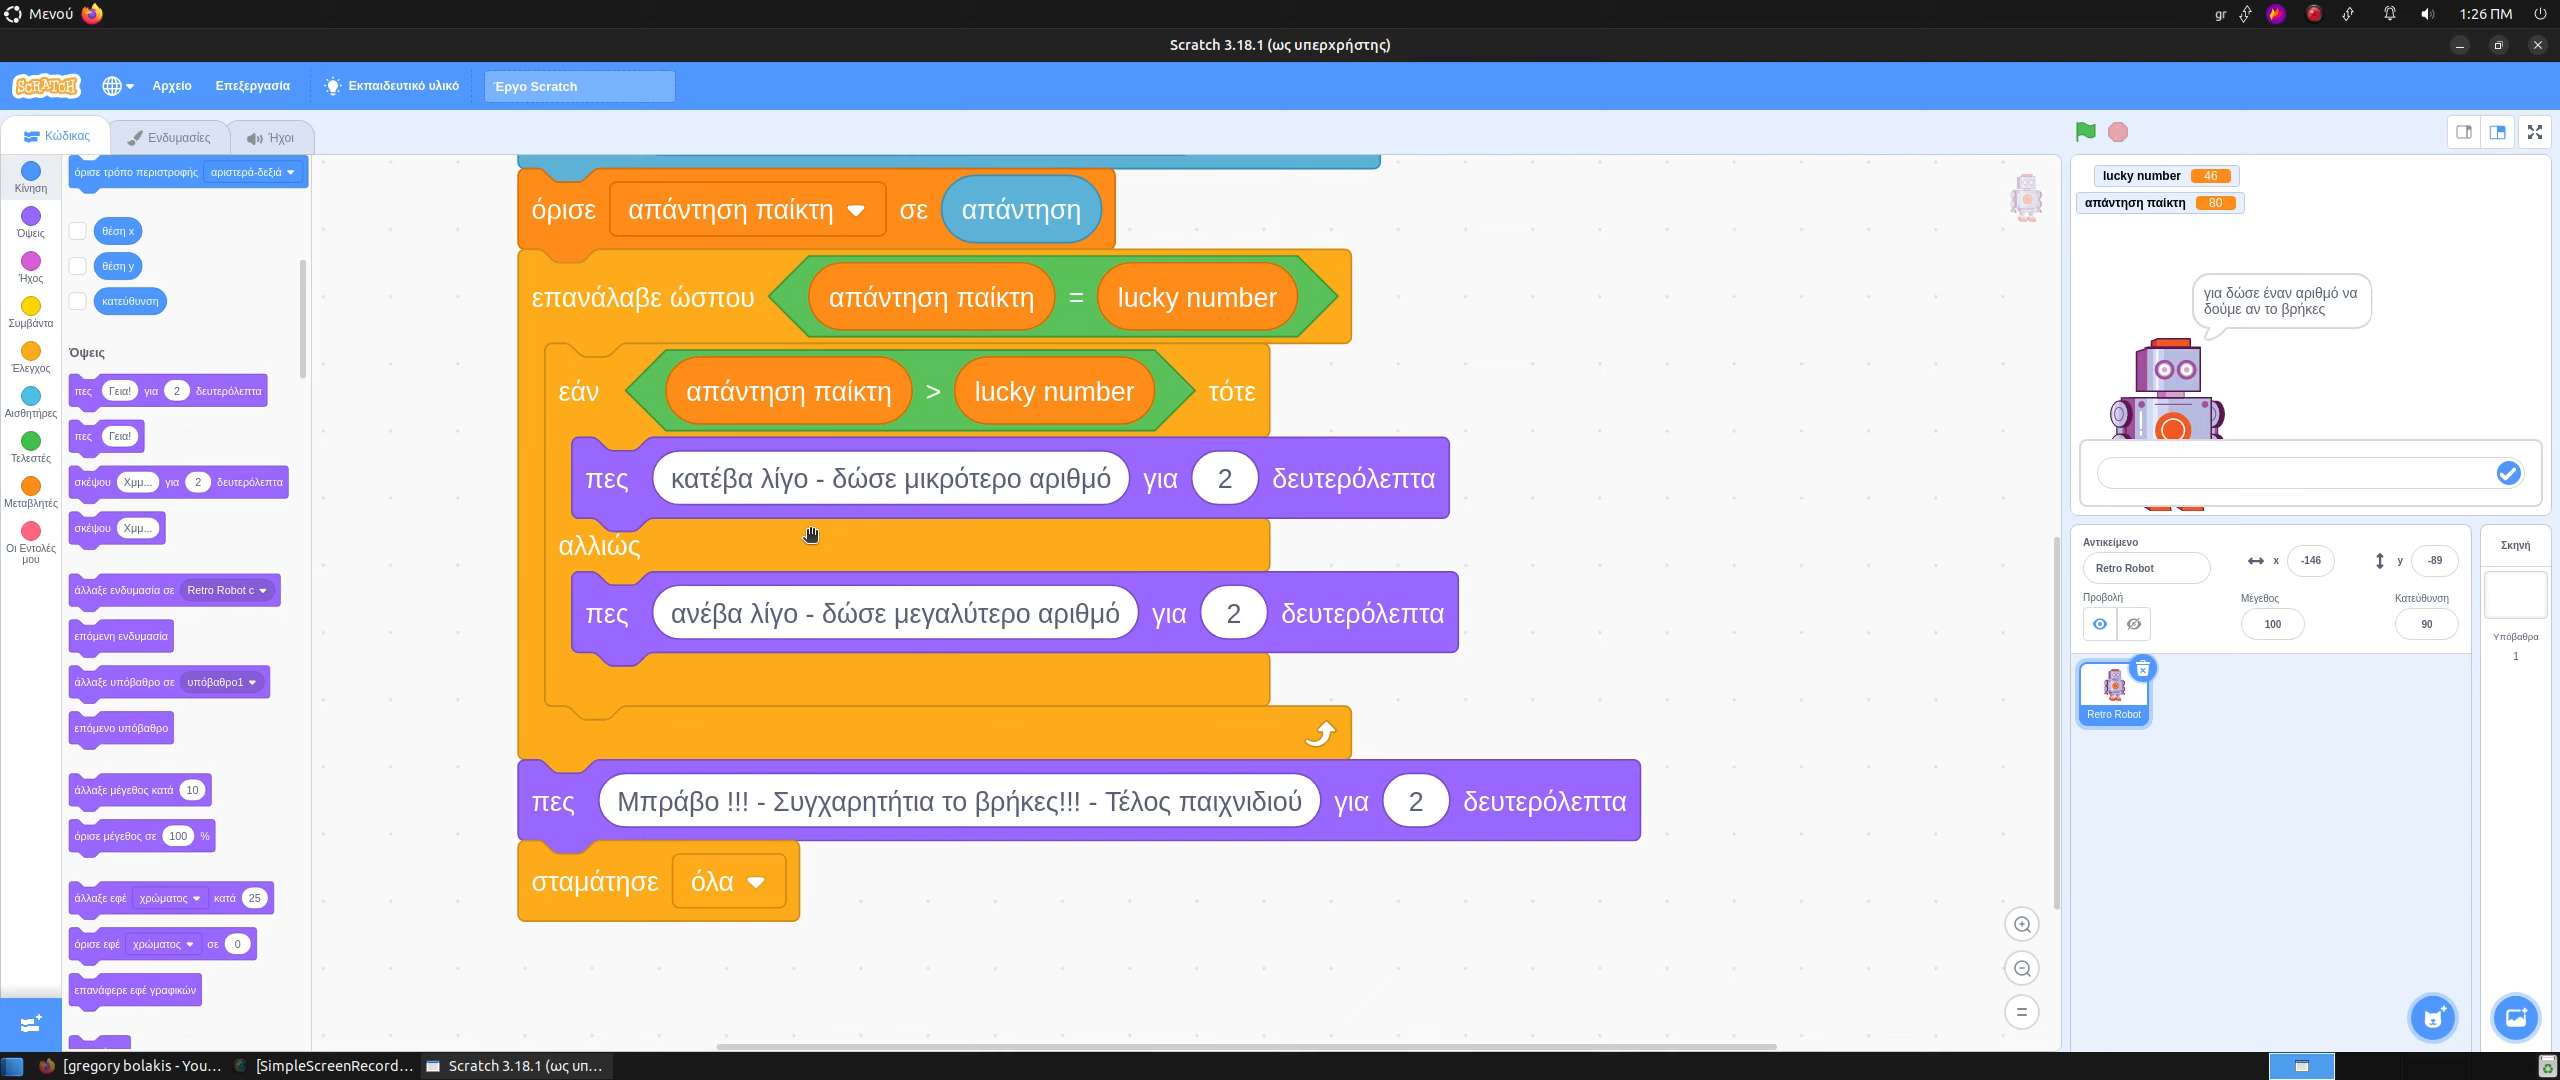 Μενού
gr
1:26 ΠΜ
Scratch 3.18.1 (ως υπερχρήστης)
SCRATCH
Αρχείο
Επεξεργασία
Εκπαιδευτικό υλικό
Έργο Scratch
Κώδικας
Ενδυμασίες
Ήχοι
Κίνηση
Όψεις
Ήχος
Συμβάντα
Έλεγχος
Αισθητήρες
Τελεστές
Μεταβλητές
Οι Εντολές
μου
όρισε τρόπο περιστροφής αριστερά-δεξιά
θέση x
θέση y
κατεύθυνση
Όψεις
πες Γεια! για 2 δευτερόλεπτα
πες Γεια!
σκέψου Χμμ... για 2 δευτερόλεπτα
σκέψου Χμμ...
άλλαξε ενδυμασία σε Retro Robot c
επόμενη ενδυμασία
άλλαξε υπόβαθρο σε υπόβαθρο1
επόμενο υπόβαθρο
άλλαξε μέγεθος κατά 10
όρισε μέγεθος σε 100 %
άλλαξε εφέ χρώματος κατά 25
όρισε εφέ χρώματος σε 0
επανάφερε εφέ γραφικών
όρισε απάντηση παίκτη σε απάντηση
επανάλαβε ώσπου απάντηση παίκτη = lucky number
εάν απάντηση παίκτη > lucky number τότε
πες κατέβα λίγο - δώσε μικρότερο αριθμό για 2 δευτερόλεπτα
αλλιώς
πες ανέβα λίγο - δώσε μεγαλύτερο αριθμό για 2 δευτερόλεπτα
πες Μπράβο !!! - Συγχαρητήτια το βρήκες!!! - Τέλος παιχνιδιού για 2 δευτερόλεπτα
σταμάτησε όλα
lucky number 46
απάντηση παίκτη 80
για δώσε έναν αριθμό να
δούμε αν το βρήκες
Αντικείμενο
Retro Robot
x -146
y -89
Προβολή
Μέγεθος
100
Κατεύθυνση
90
Retro Robot
Σκηνή
Υπόβαθρα
1
[gregory bolakis - You...
[SimpleScreenRecord...
Scratch 3.18.1 (ως υπ...